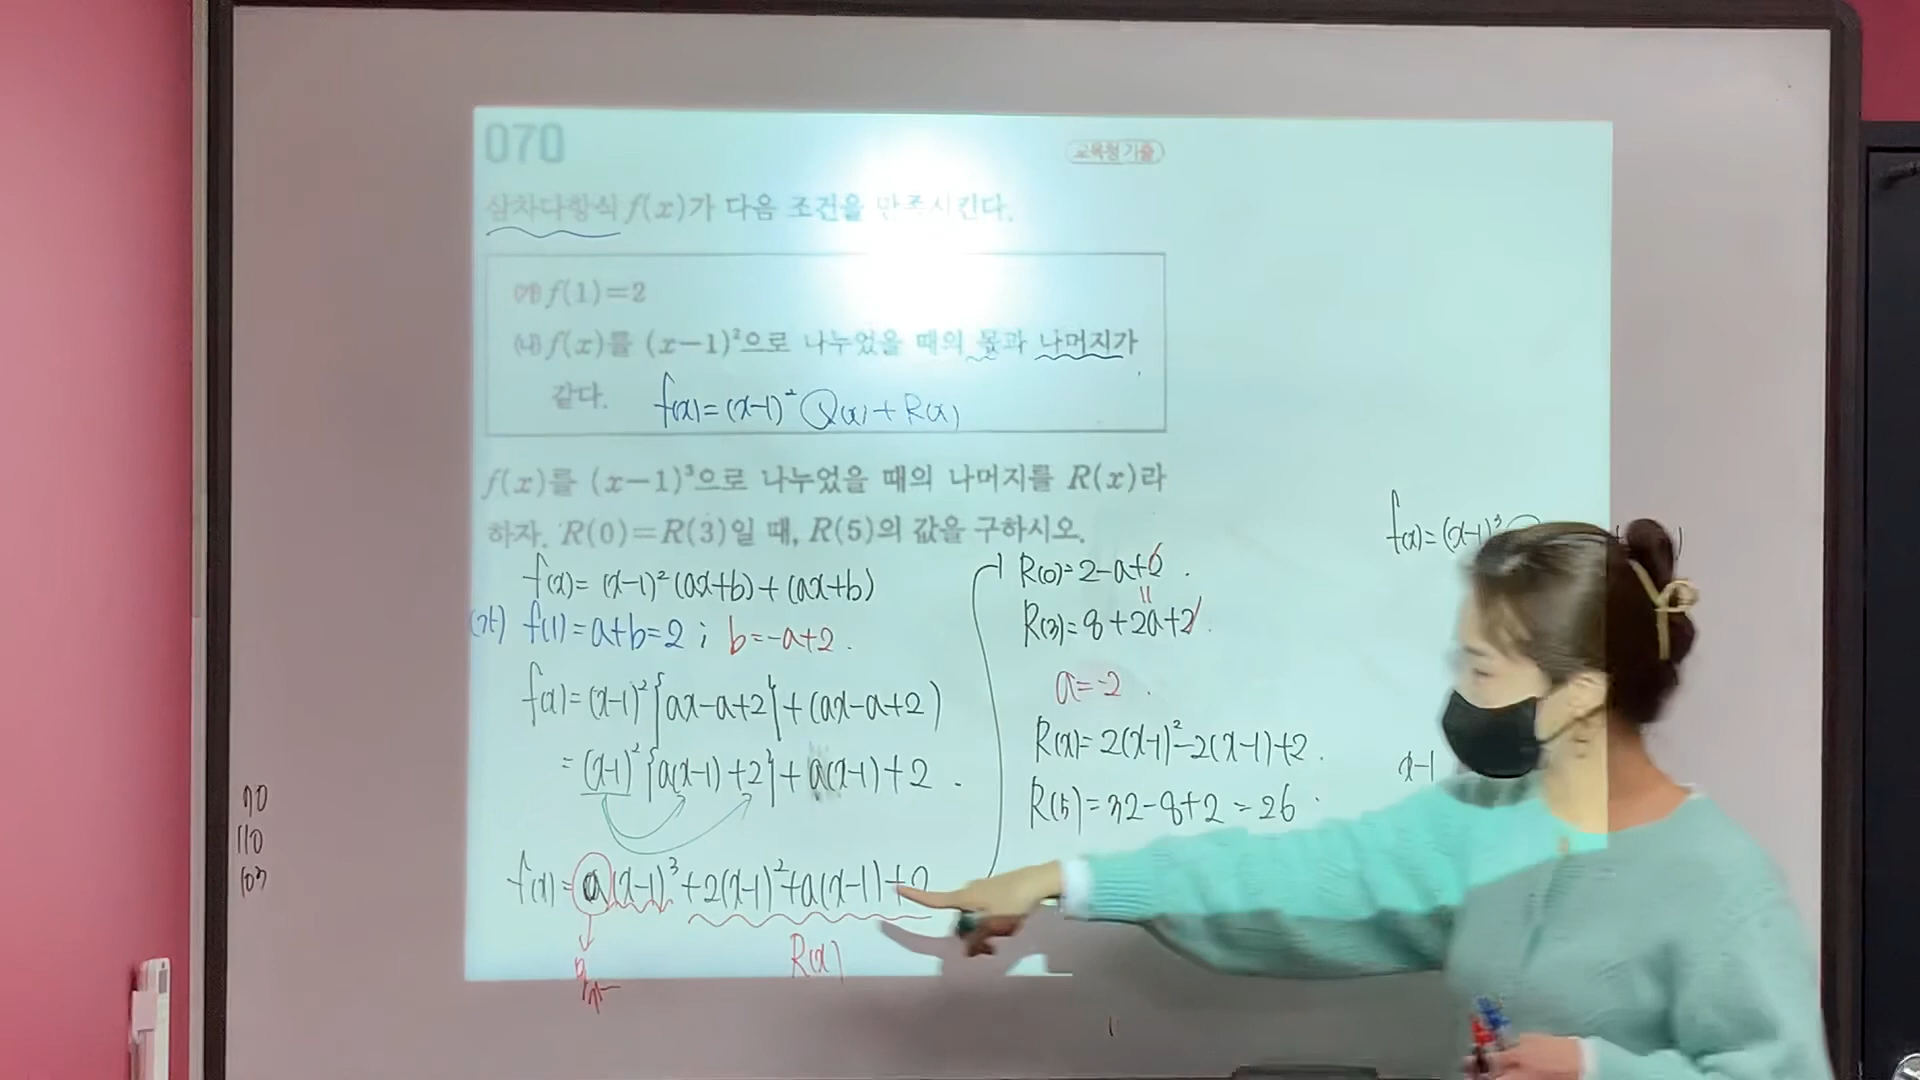 070
교육청 기출
삼차다항식 f(x)가 다음 조건을 만족시킨다.
(가) f(1)=2
(나) f(x)를 (x-1)²으로 나누었을 때의 몫과 나머지가
같다.
f(x)=(x-1)² Q(x)+R(x)
f(x)를 (x-1)³으로 나누었을 때의 나머지를 R(x)라
하자. R(0)=R(3)일 때, R(5)의 값을 구하시오.
f(x)= (x-1)²(ax+b)+(ax+b)
(가) f(1)=a+b=2 ; b=-a+2.
f(x)=(x-1)²{ax-a+2}+(ax-a+2)
=(x-1)²{a(x-1)+2}+a(x-1)+2.
f(x)=a(x-1)³+2(x-1)²+a(x-1)+2
몫
R(x)
R(0)=2-a+
=
R(3)=8+2a+2.
a=-2.
R(x)=2(x-1)²-2(x-1)+2.
R(5)=32-8+2=26.
f(x)=(x-1)³
x-1
70
110
103